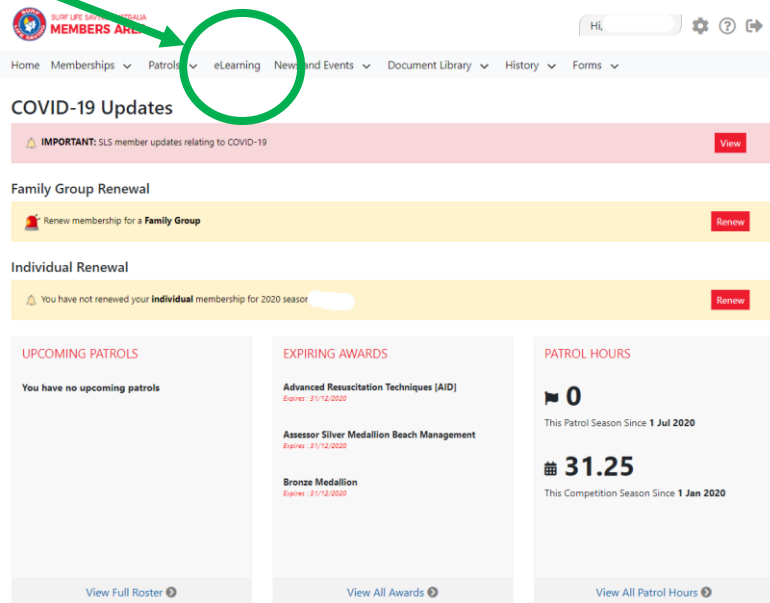 SURF LIFE SAVING AUSTRALIA
MEMBERS AREA
Hi,
Home Memberships Patrols eLearning News and Events Document Library History Forms
COVID-19 Updates
IMPORTANT: SLS member updates relating to COVID-19
View
Family Group Renewal
Renew membership for a Family Group
Renew
Individual Renewal
You have not renewed your individual membership for 2020 season
Renew
UPCOMING PATROLS
You have no upcoming patrols
View Full Roster
EXPIRING AWARDS
Advanced Resuscitation Techniques [AID]
Expires : 31/12/2020
Assessor Silver Medallion Beach Management
Expires : 31/12/2020
Bronze Medallion
Expires : 31/12/2020
View All Awards
PATROL HOURS
0
This Patrol Season Since 1 Jul 2020
31.25
This Competition Season Since 1 Jan 2020
View All Patrol Hours